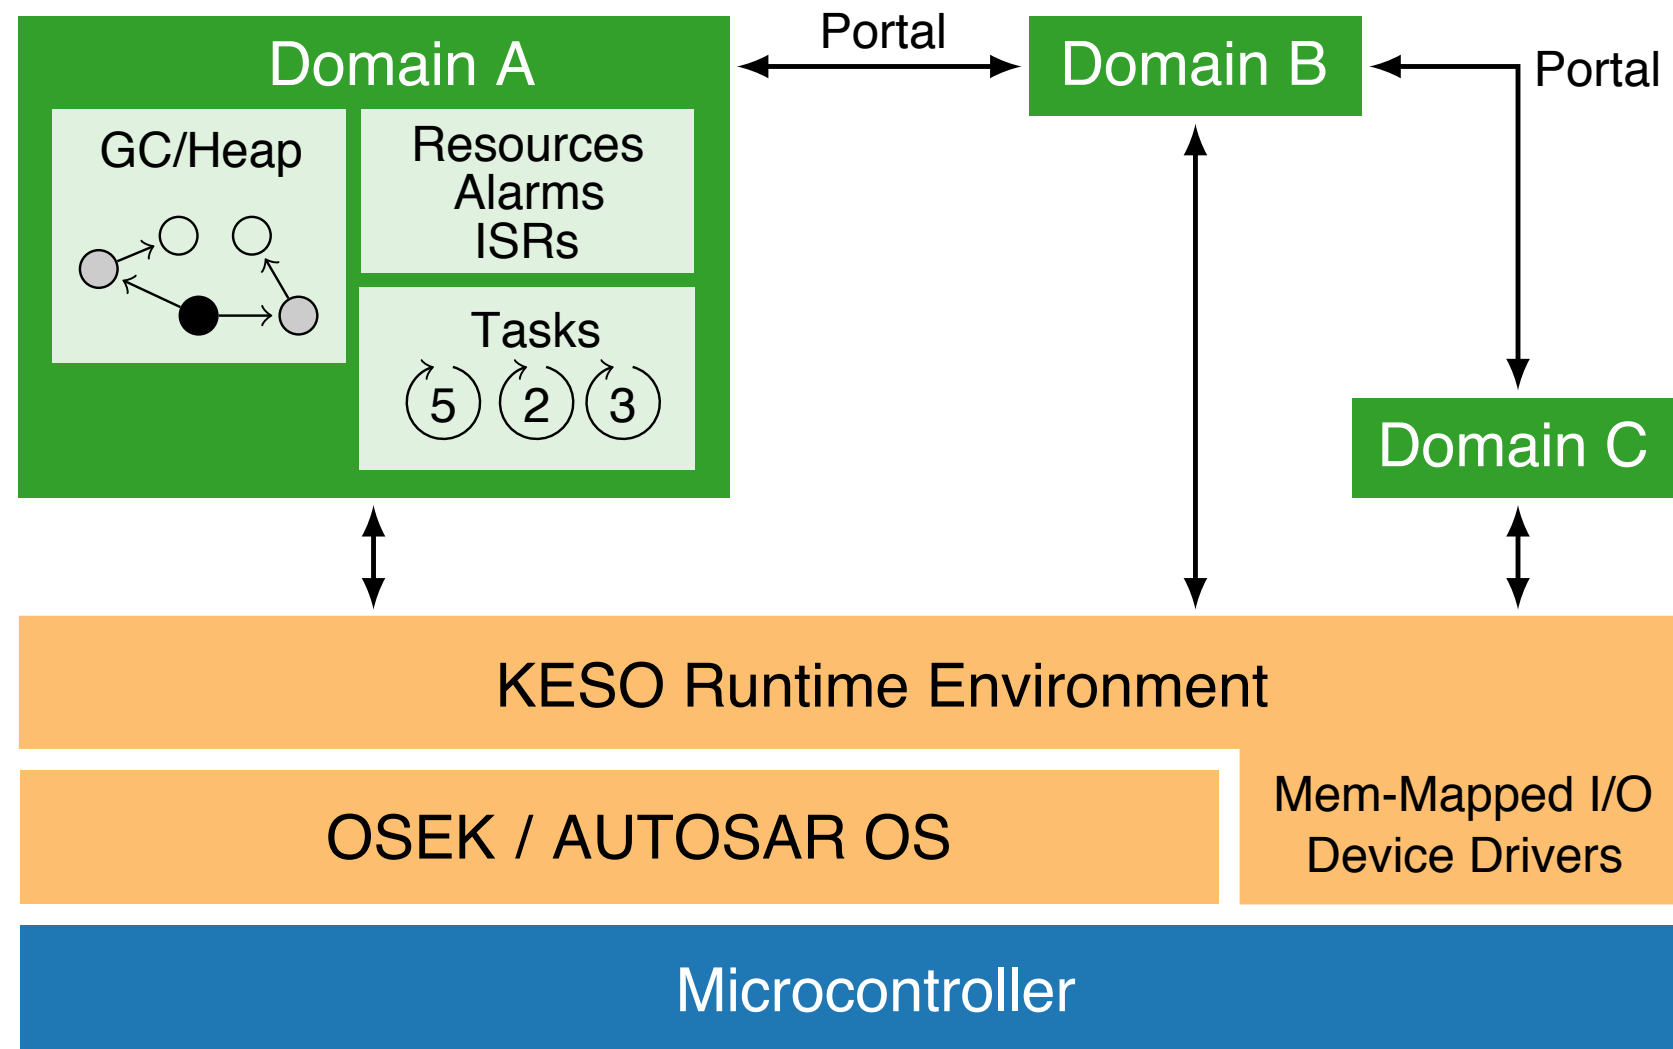 Domain A
Portal
Domain B
Portal
GC/Heap
Resources
Alarms
ISRs
Tasks
5 2 3
Domain C
KESO Runtime Environment
OSEK / AUTOSAR OS
Mem-Mapped I/O
Device Drivers
Microcontroller